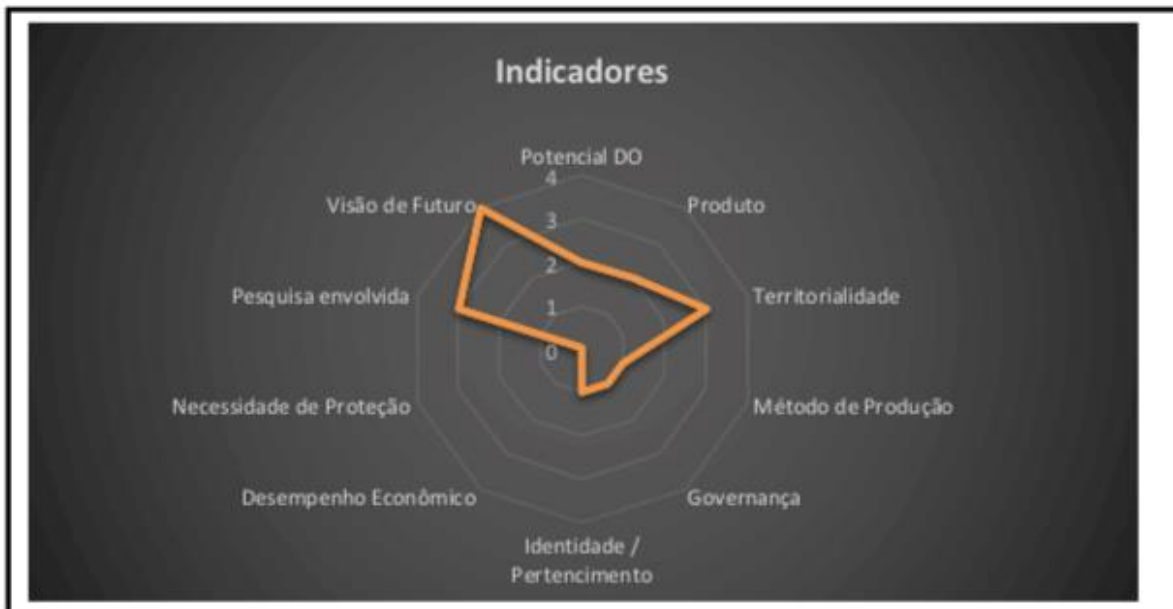 Indicadores
Potencial DO
4
Visão de Futuro
Produto
3
2
Pesquisa envolvida
Territorialidade
1
0
Necessidade de Proteção
Método de Produção
Desempenho Econômico
Governança
Identidade /
Pertencimento